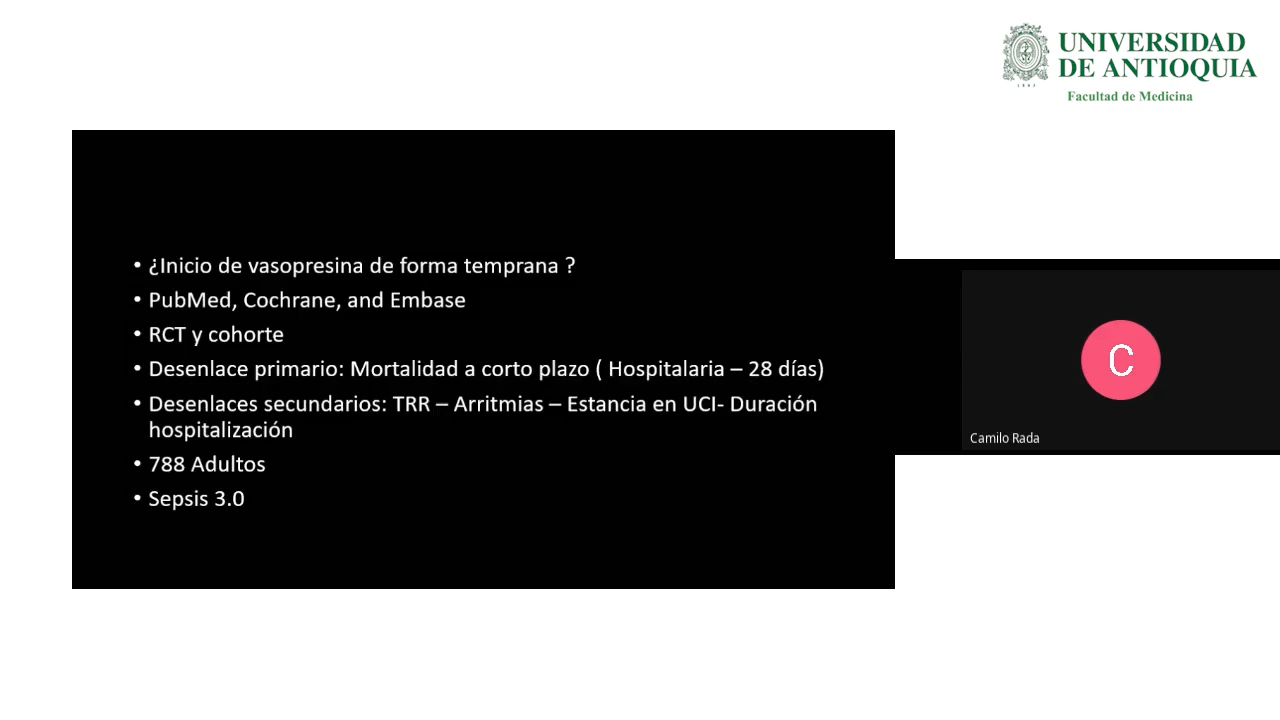 UNIVERSIDAD
DE ANTIOQUIA
1803
Facultad de Medicina
• ¿Inicio de vasopresina de forma temprana ?
• PubMed, Cochrane, and Embase
• RCT y cohorte
• Desenlace primario: Mortalidad a corto plazo ( Hospitalaria – 28 días)
• Desenlaces secundarios: TRR – Arritmias – Estancia en UCI- Duración
hospitalización
• 788 Adultos
• Sepsis 3.0
C
Camilo Rada